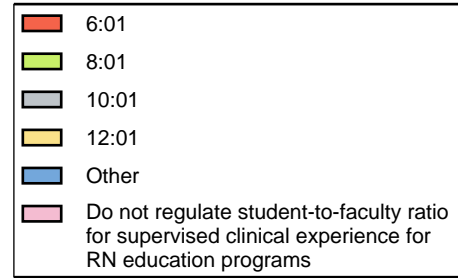 6:01
8:01
10:01
12:01
Other
Do not regulate student-to-faculty ratio
for supervised clinical experience for
RN education programs